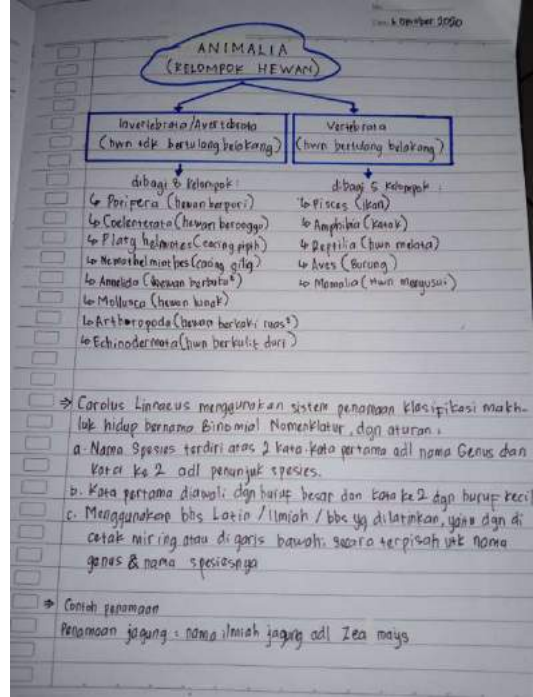 6 Oktober 2020
ANIMALIA
(KELOMPOK HEWAN)
Invertebrata/Avertebrata
(hwn tdk bertulang belakang)
Vertebrata
(hwn bertulang belakang)
dibagi 8 kelompok:
↳ Porifera (hewan berpori)
↳ Coelenterata (hewan berongga)
↳ Platy helmintes (cacing pipih)
↳ Nemathelminthes (cacing gilig)
↳ Annelida (hewan berbuku²)
↳ Mollusca (hewan lunak)
↳ Arthoropoda (hewan berkaki ruas²)
↳ Echinodermata (hwn berkulit duri)
dibagi 5 kelompok:
↳ Pisces (ikan)
↳ Amphibia (katak)
↳ Reptilia (hwn melata)
↳ Aves (Burung)
↳ Mamalia (hwn menyusui)
⇒ Carolus Linnaeus menggunakan sistem penamaan klasifikasi makh-
luk hidup bernama Binomial Nomenklatur, dgn aturan:
a. Nama Spesies terdiri atas 2 kata. kata pertama adl nama Genus dan
kata ke 2 adl penunjuk spesies.
b. Kata pertama diawali dgn huruf besar dan kata ke 2 dgn huruf kecil
c. Menggunakan bhs Latin / Ilmiah / bhs yg dilatinkan, yaitu dgn di
cetak miring atau di garis bawahi secara terpisah utk nama
genus & nama spesiesnya
⇒ Contoh penamaan
Penamaan jagung : nama ilmiah jagung adl Zea mays